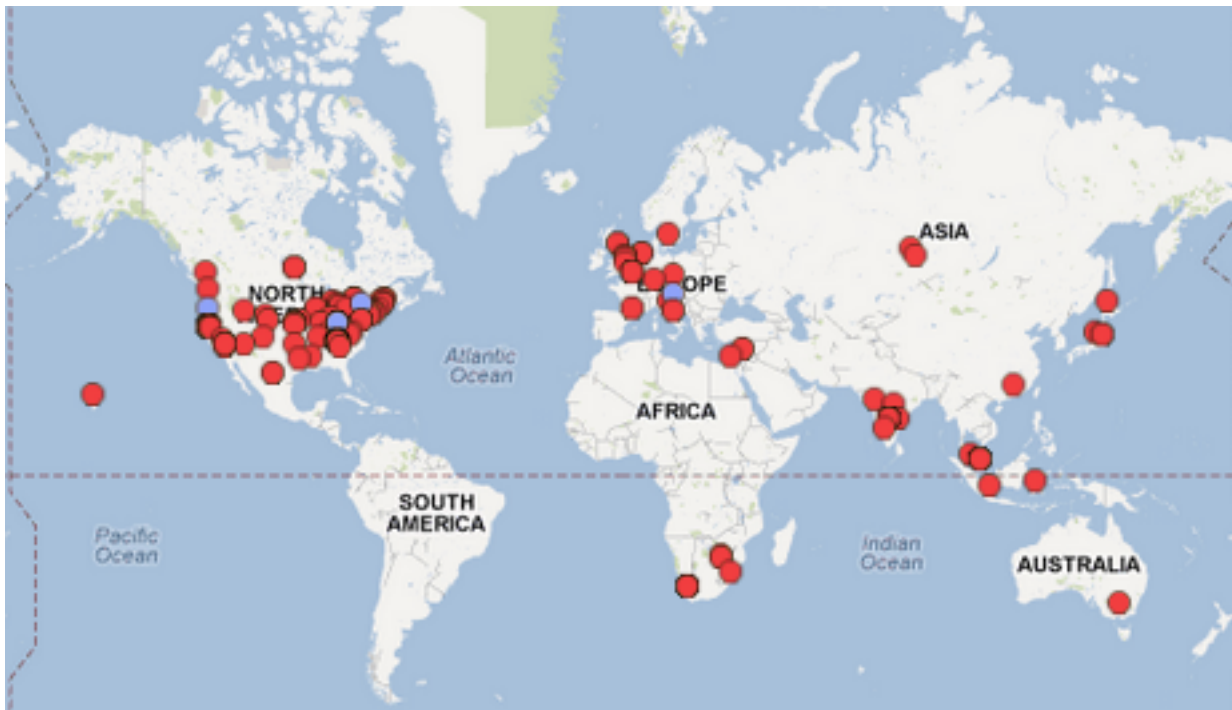 ASIA
NORTH
Atlantic
Ocean
AFRICA
SOUTH
AMERICA
Pacific
Ocean
Indian
Ocean
AUSTRALIA